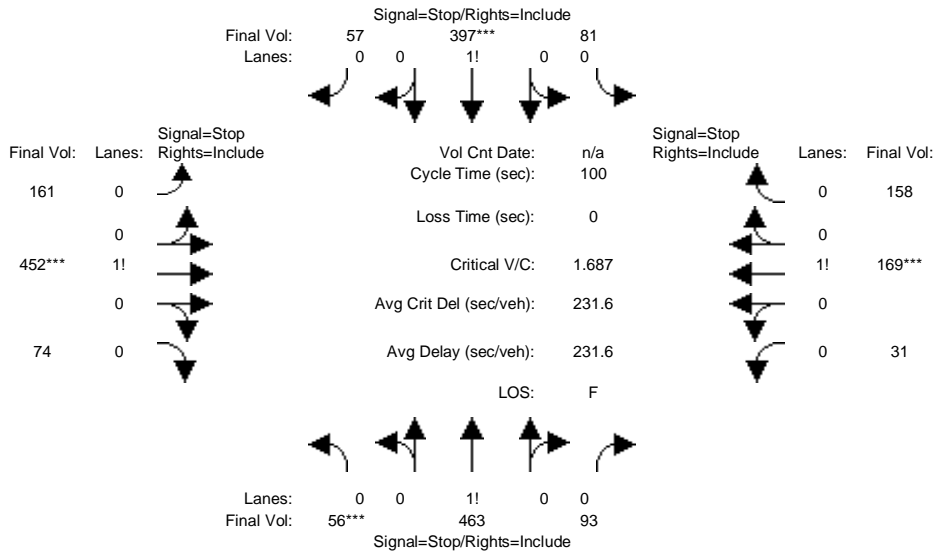 Signal=Stop/Rights=Include
Final Vol: 57 397*** 81
Lanes: 0 0 1! 0 0
Signal=Stop
Final Vol: Lanes: Rights=Include
Vol Cnt Date: n/a
Signal=Stop
Rights=Include Lanes: Final Vol:
Cycle Time (sec): 100
161 0
0 158
Loss Time (sec): 0
0
0
452*** 1!
Critical V/C: 1.687
1! 169***
0
Avg Crit Del (sec/veh): 231.6
0
74 0
Avg Delay (sec/veh): 231.6
0 31
LOS: F
Lanes: 0 0 1! 0 0
Final Vol: 56*** 463 93
Signal=Stop/Rights=Include